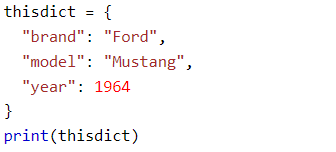 thisdict = {
  "brand": "Ford",
  "model": "Mustang",
  "year": 1964
}
print(thisdict)